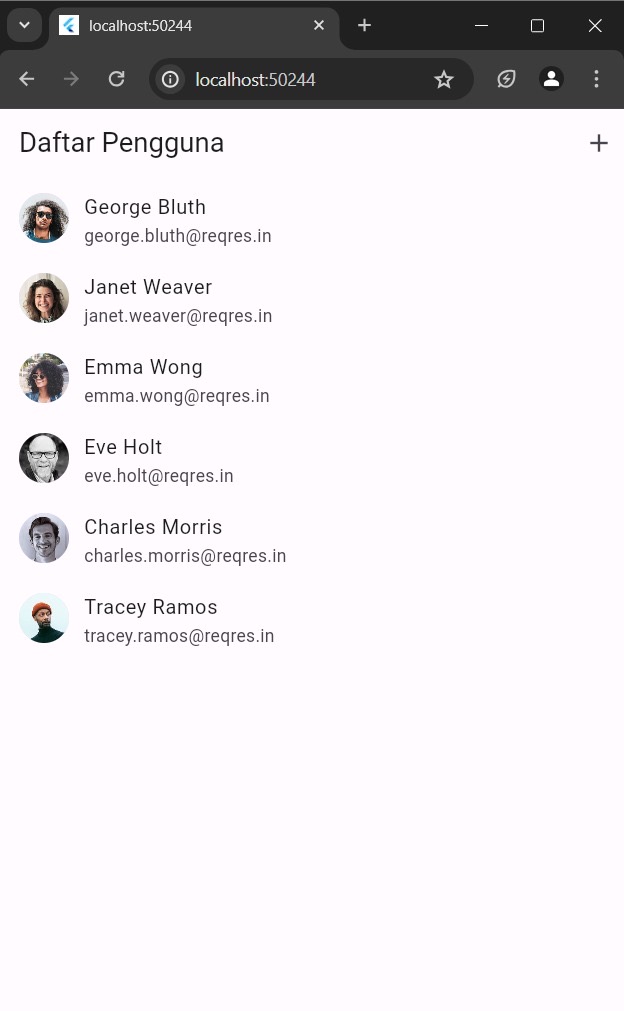 localhost:50244
localhost:50244
Daftar Pengguna
George Bluth
george.bluth@reqres.in
Janet Weaver
janet.weaver@reqres.in
Emma Wong
emma.wong@reqres.in
Eve Holt
eve.holt@reqres.in
Charles Morris
charles.morris@reqres.in
Tracey Ramos
tracey.ramos@reqres.in